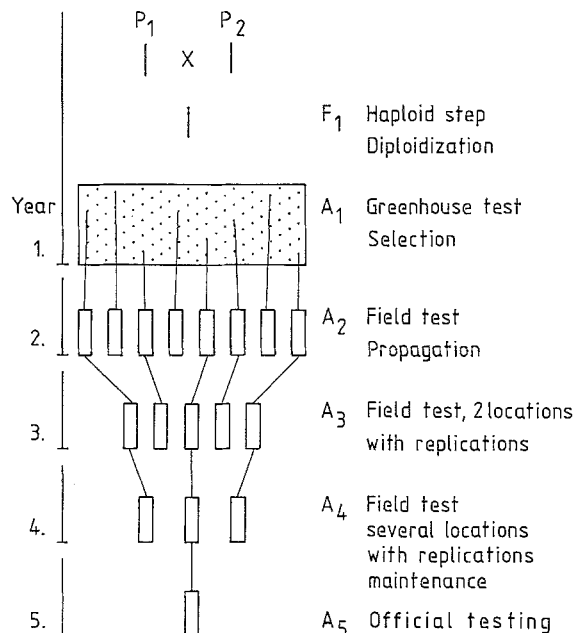 P1 P2
X
F1 Haploid step
Diploidization
Year
1.
A1 Greenhouse test
Selection
2.
A2 Field test
Propagation
3.
A3 Field test, 2 locations
with replications
4.
A4 Field test
several locations
with replications
maintenance
5.
A5 Official testing